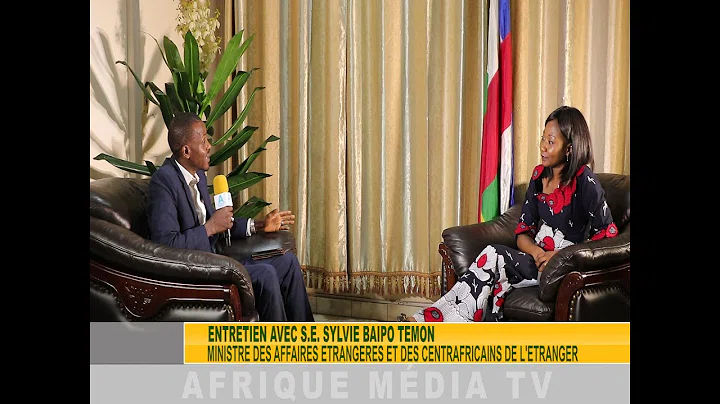 ENTRETIEN AVEC S.E. SYLVIE BAIPO TEMON
MINISTRE DES AFFAIRES ETRANGERES ET DES CENTRAFRICAINS DE L'ETRANGER
AFRIQUE MÉDIA TV